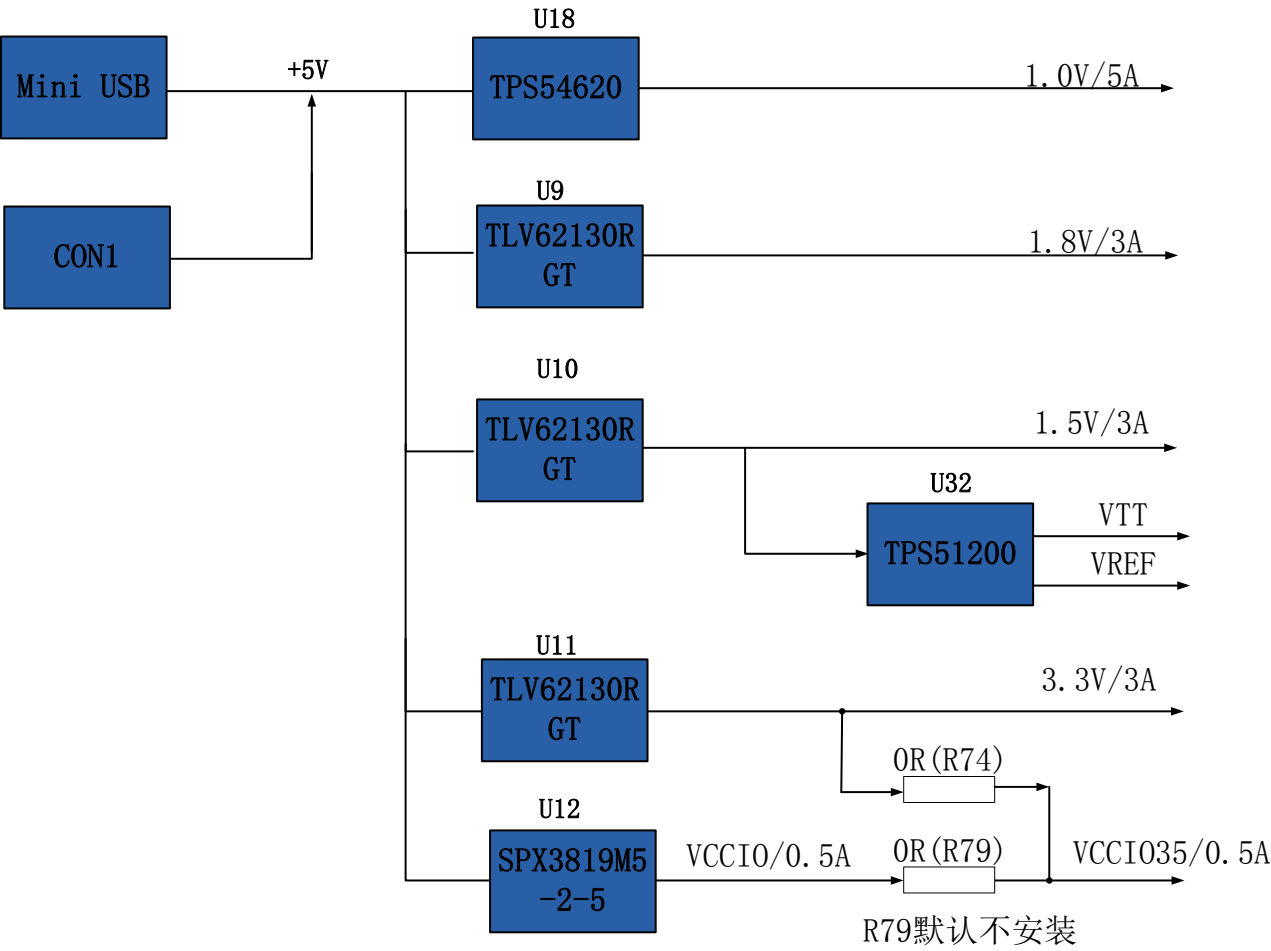 U18
Mini USB
+5V
TPS54620
1.0V/5A
U9
CON1
TLV62130R
GT
1.8V/3A
U10
TLV62130R
GT
1.5V/3A
U32
TPS51200
VTT
VREF
U11
TLV62130R
GT
3.3V/3A
0R(R74)
U12
SPX3819M5
-2-5
VCCIO/0.5A
0R(R79)
VCCIO35/0.5A
R79默认不安装